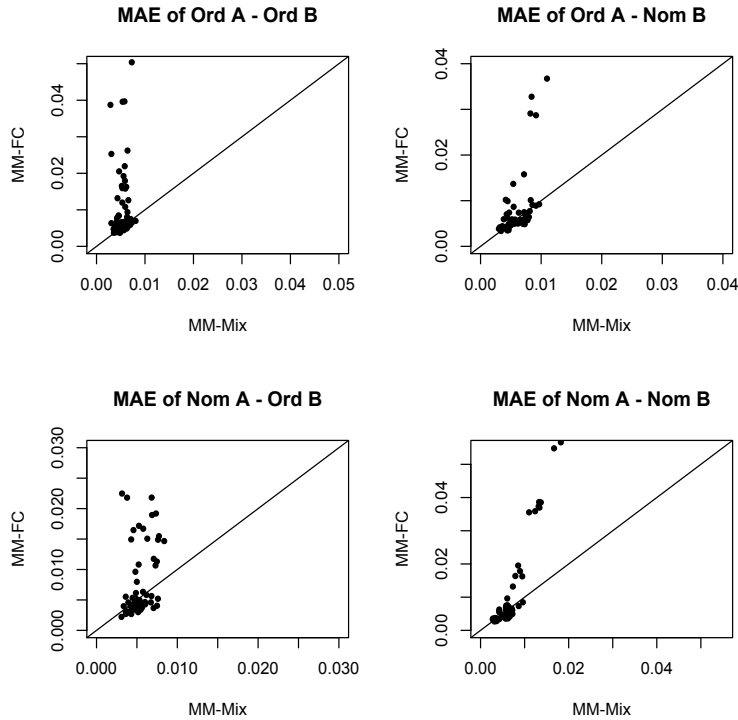 MAE of Ord A - Ord B
MM-FC
0.00
0.02
0.04
0.00 0.01 0.02 0.03 0.04 0.05
MM-Mix
MAE of Ord A - Nom B
MM-FC
0.00
0.02
0.04
0.00 0.01 0.02 0.03 0.04
MM-Mix
MAE of Nom A - Ord B
MM-FC
0.000
0.010
0.020
0.030
0.000 0.010 0.020 0.030
MM-Mix
MAE of Nom A - Nom B
MM-FC
0.00
0.02
0.04
0.00 0.02 0.04
MM-Mix